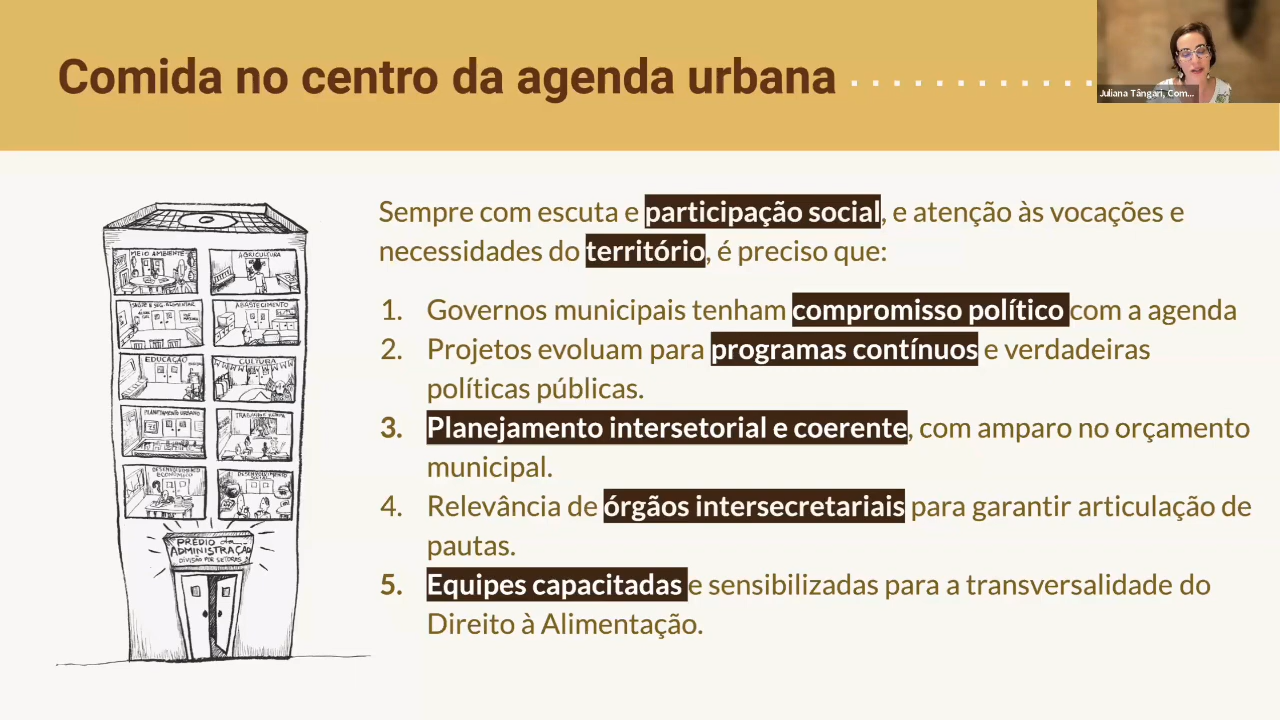 Comida no centro da agenda urbana
Juliana Tângari, Com...
Sempre com escuta e participação social, e atenção às vocações e
necessidades do território, é preciso que:
1. Governos municipais tenham compromisso político com a agenda
2. Projetos evoluam para programas contínuos e verdadeiras
políticas públicas.
3. Planejamento intersetorial e coerente, com amparo no orçamento
municipal.
4. Relevância de órgãos intersecretariais para garantir articulação de
pautas.
5. Equipes capacitadas e sensibilizadas para a transversalidade do
Direito à Alimentação.
MEIO AMBIENTE
AGRICULTURA
ABASTECIMENTO
EDUCAÇÃO
CULTURA
PLANEJAMENTO URBANO
DESENVOLVIMENTO
ECONÔMICO
DESENVOLVIMENTO
SOCIAL
PRÉDIO da
ADMINISTRAÇÃO
DIVISÃO POR SETORES